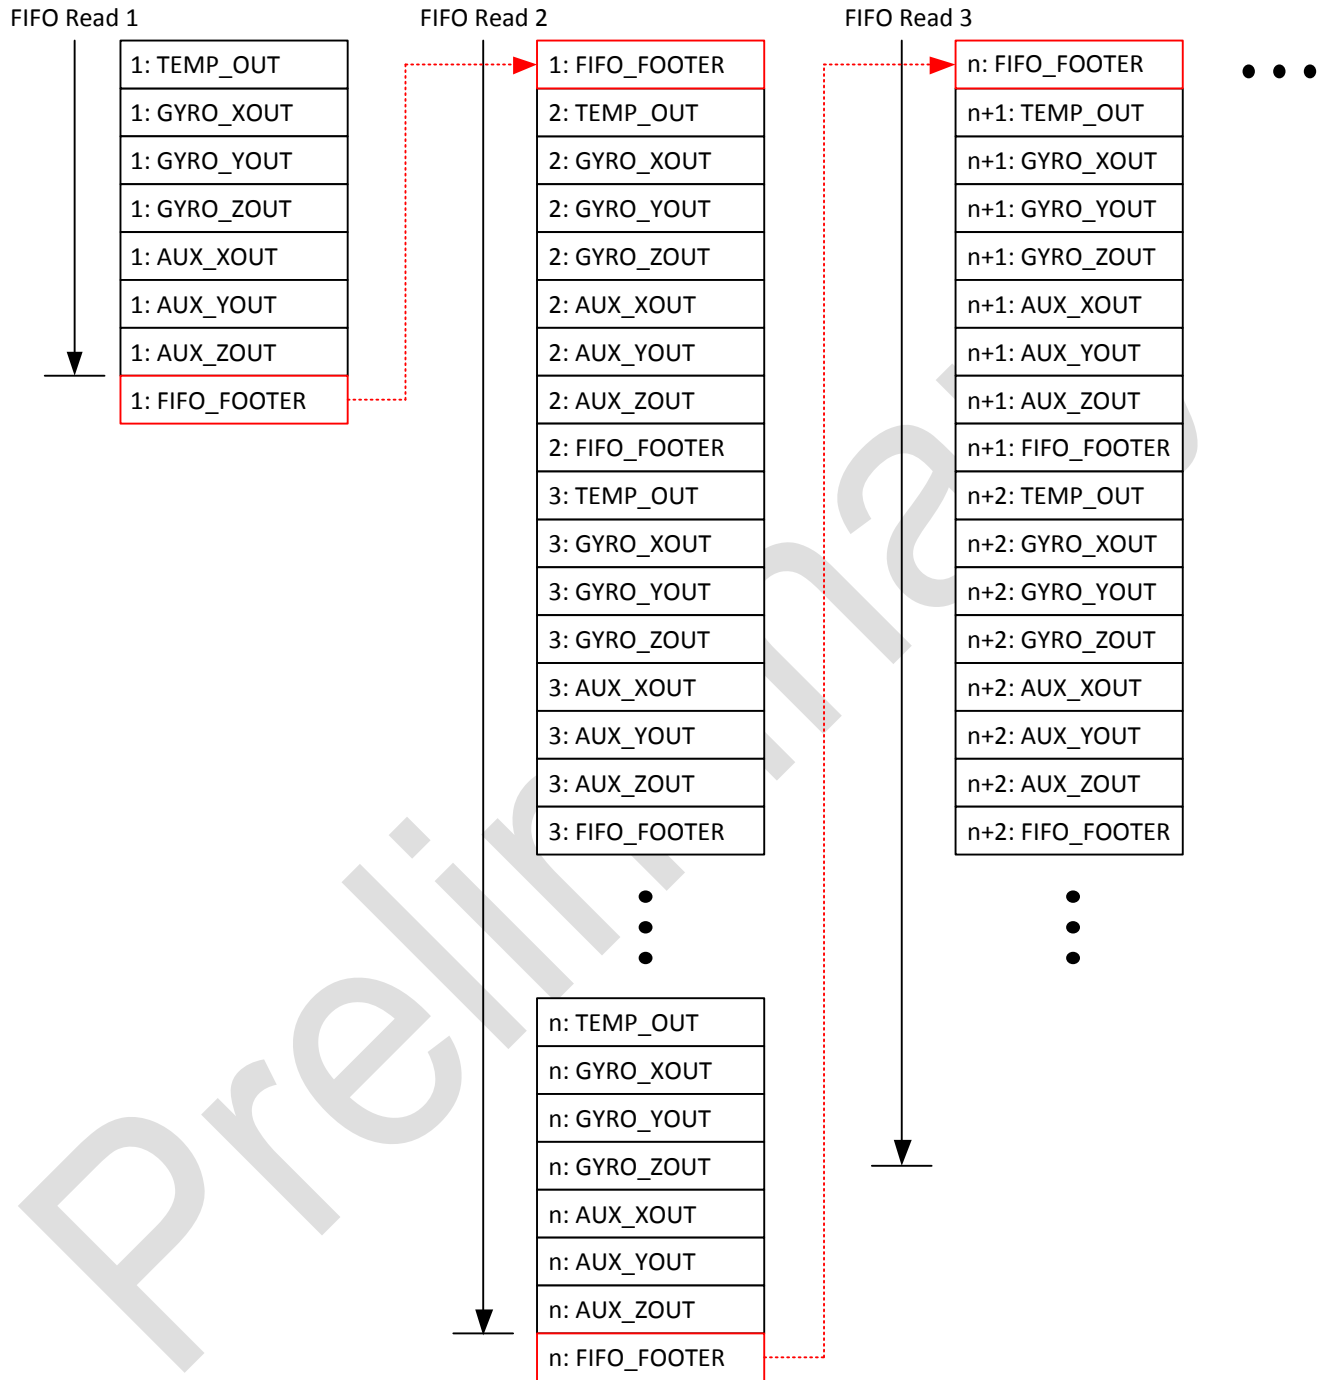 FIFO Read 1
1: TEMP_OUT
1: GYRO_XOUT
1: GYRO_YOUT
1: GYRO_ZOUT
1: AUX_XOUT
1: AUX_YOUT
1: AUX_ZOUT
1: FIFO_FOOTER
FIFO Read 2
1: FIFO_FOOTER
2: TEMP_OUT
2: GYRO_XOUT
2: GYRO_YOUT
2: GYRO_ZOUT
2: AUX_XOUT
2: AUX_YOUT
2: AUX_ZOUT
2: FIFO_FOOTER
3: TEMP_OUT
3: GYRO_XOUT
3: GYRO_YOUT
3: GYRO_ZOUT
3: AUX_XOUT
3: AUX_YOUT
3: AUX_ZOUT
3: FIFO_FOOTER
n: TEMP_OUT
n: GYRO_XOUT
n: GYRO_YOUT
n: GYRO_ZOUT
n: AUX_XOUT
n: AUX_YOUT
n: AUX_ZOUT
n: FIFO_FOOTER
FIFO Read 3
n: FIFO_FOOTER
n+1: TEMP_OUT
n+1: GYRO_XOUT
n+1: GYRO_YOUT
n+1: GYRO_ZOUT
n+1: AUX_XOUT
n+1: AUX_YOUT
n+1: AUX_ZOUT
n+1: FIFO_FOOTER
n+2: TEMP_OUT
n+2: GYRO_XOUT
n+2: GYRO_YOUT
n+2: GYRO_ZOUT
n+2: AUX_XOUT
n+2: AUX_YOUT
n+2: AUX_ZOUT
n+2: FIFO_FOOTER